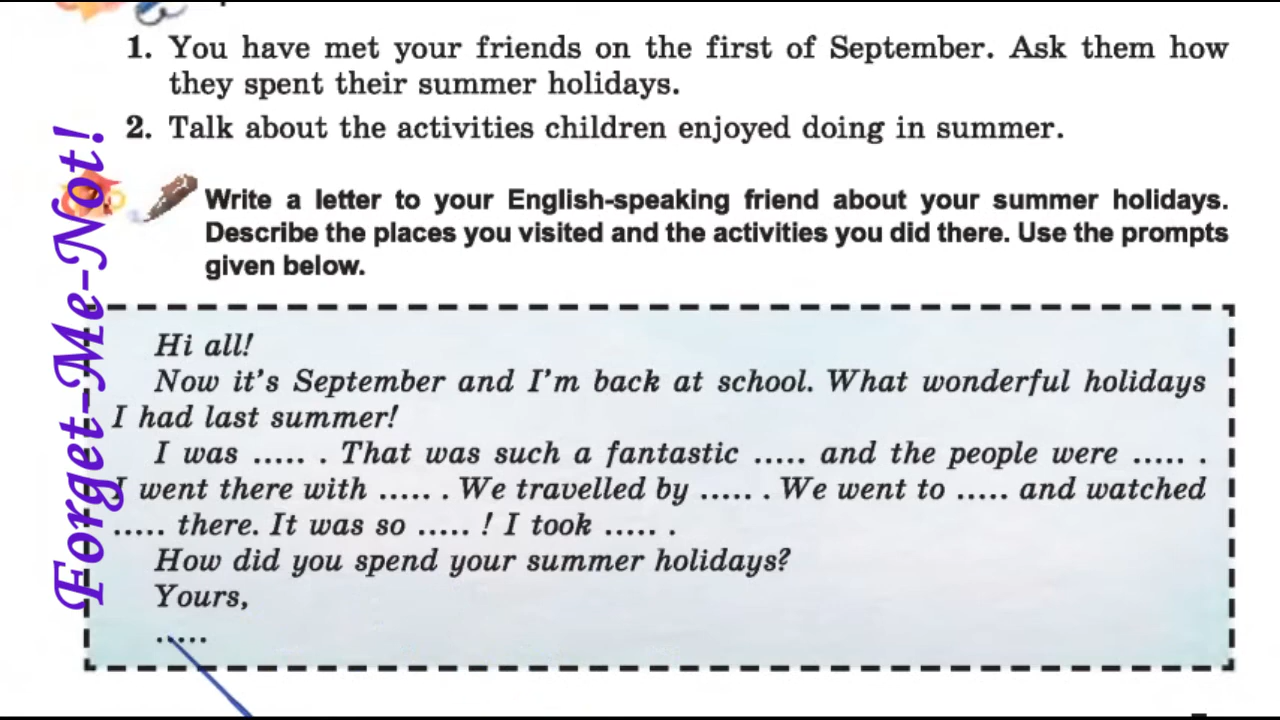 1. You have met your friends on the first of September. Ask them how
they spent their summer holidays.
2. Talk about the activities children enjoyed doing in summer.
Write a letter to your English-speaking friend about your summer holidays.
Describe the places you visited and the activities you did there. Use the prompts
given below.
Hi all!
Now it's September and I'm back at school. What wonderful holidays
I had last summer!
I was ..... . That was such a fantastic ..... and the people were ..... .
I went there with ..... . We travelled by ..... . We went to ..... and watched
..... there. It was so ..... ! I took ..... .
How did you spend your summer holidays?
Yours,
.....
Forget-Me-Not!